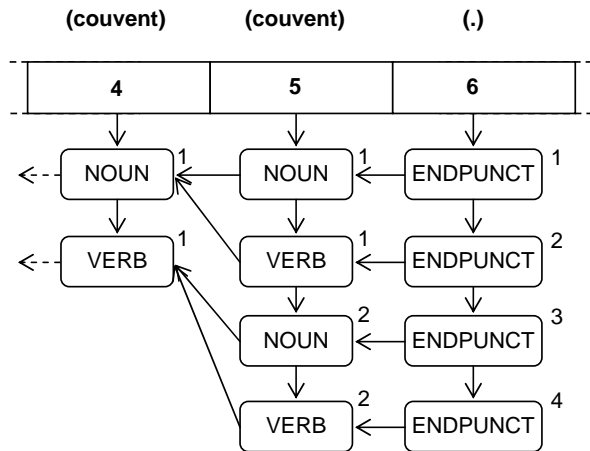 (couvent) (couvent) (.)
4 5 6
1 1 1
NOUN NOUN ENDPUNCT
1 1 2
VERB VERB ENDPUNCT
2 3
NOUN ENDPUNCT
2 4
VERB ENDPUNCT